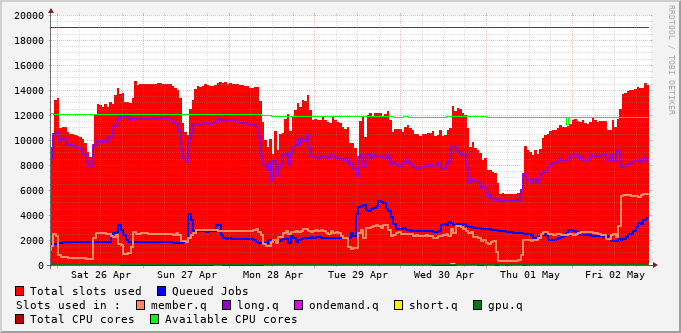 20000
18000
16000
14000
12000
10000
8000
6000
4000
2000
0
Sat 26 Apr Sun 27 Apr Mon 28 Apr Tue 29 Apr Wed 30 Apr Thu 01 May Fri 02 May
Total slots used Queued Jobs
Slots used in : member.q long.q ondemand.q short.q gpu.q
Total CPU cores Available CPU cores
RRDTOOL / TOBI OETIKER